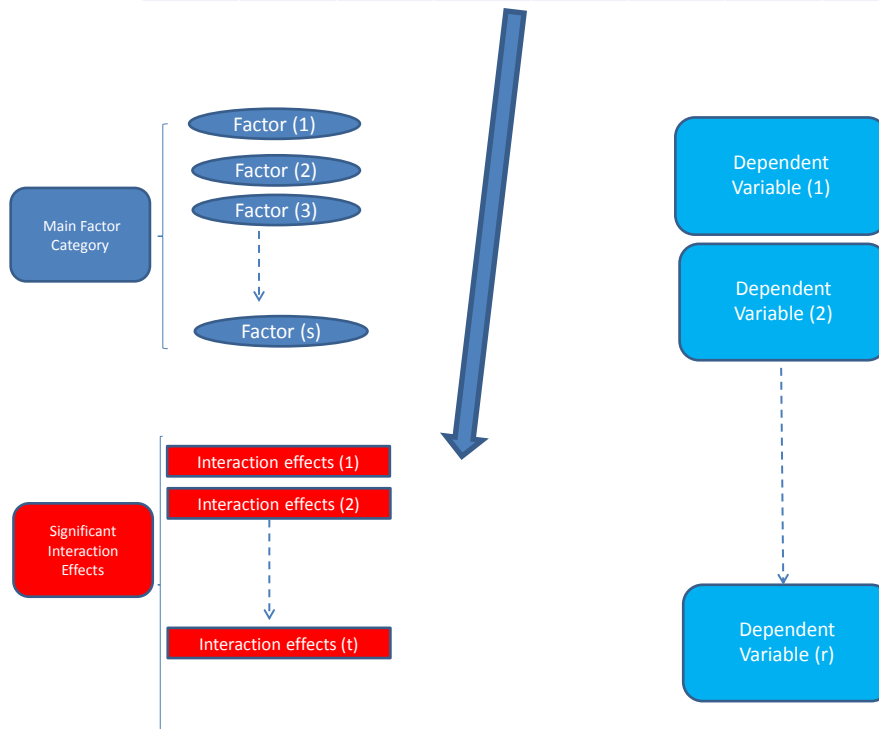 Main Factor
Category
Factor (1)
Factor (2)
Factor (3)
Factor (s)
Significant
Interaction
Effects
Interaction effects (1)
Interaction effects (2)
Interaction effects (t)
Dependent
Variable (1)
Dependent
Variable (2)
Dependent
Variable (r)